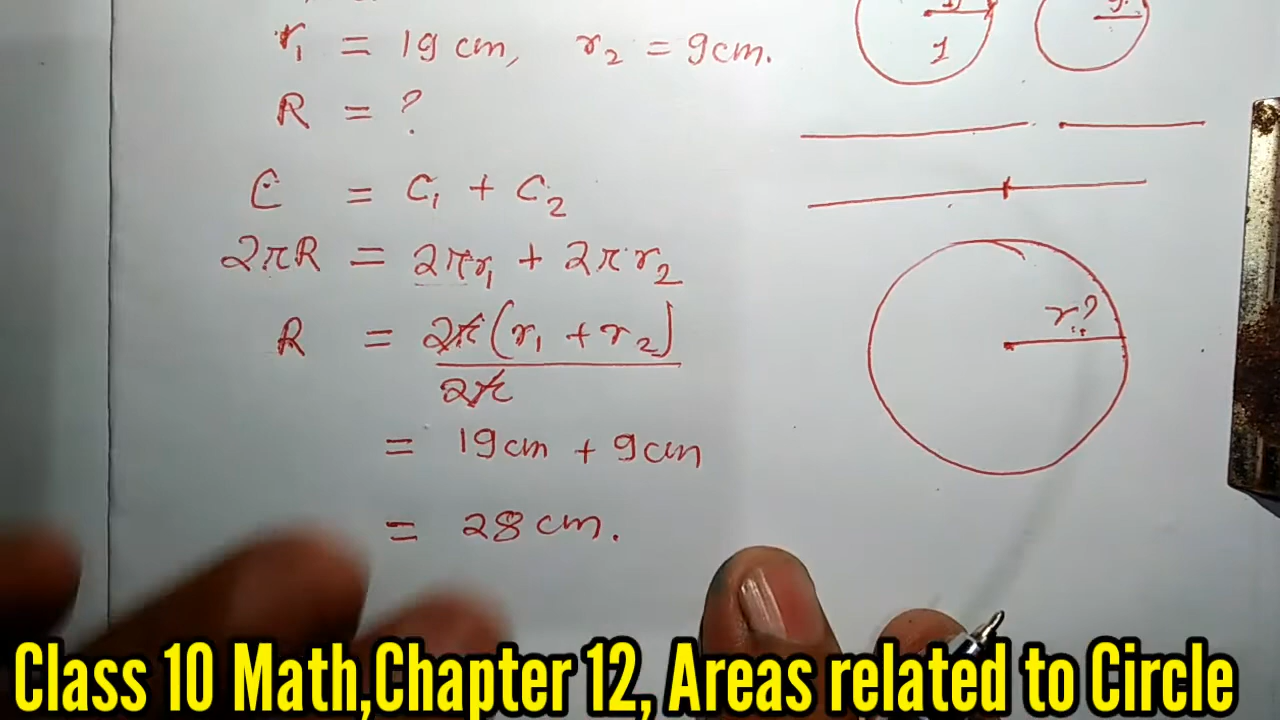 r₁ = 19 cm, r₂ = 9cm.
1
R = ?
C = C₁ + C₂
2πR = 2πr₁ + 2πr₂
R = 2π(r₁ + r₂)
2π
r?
= 19cm + 9cm
= 28 cm.
Class 10 Math,Chapter 12, Areas related to Circle